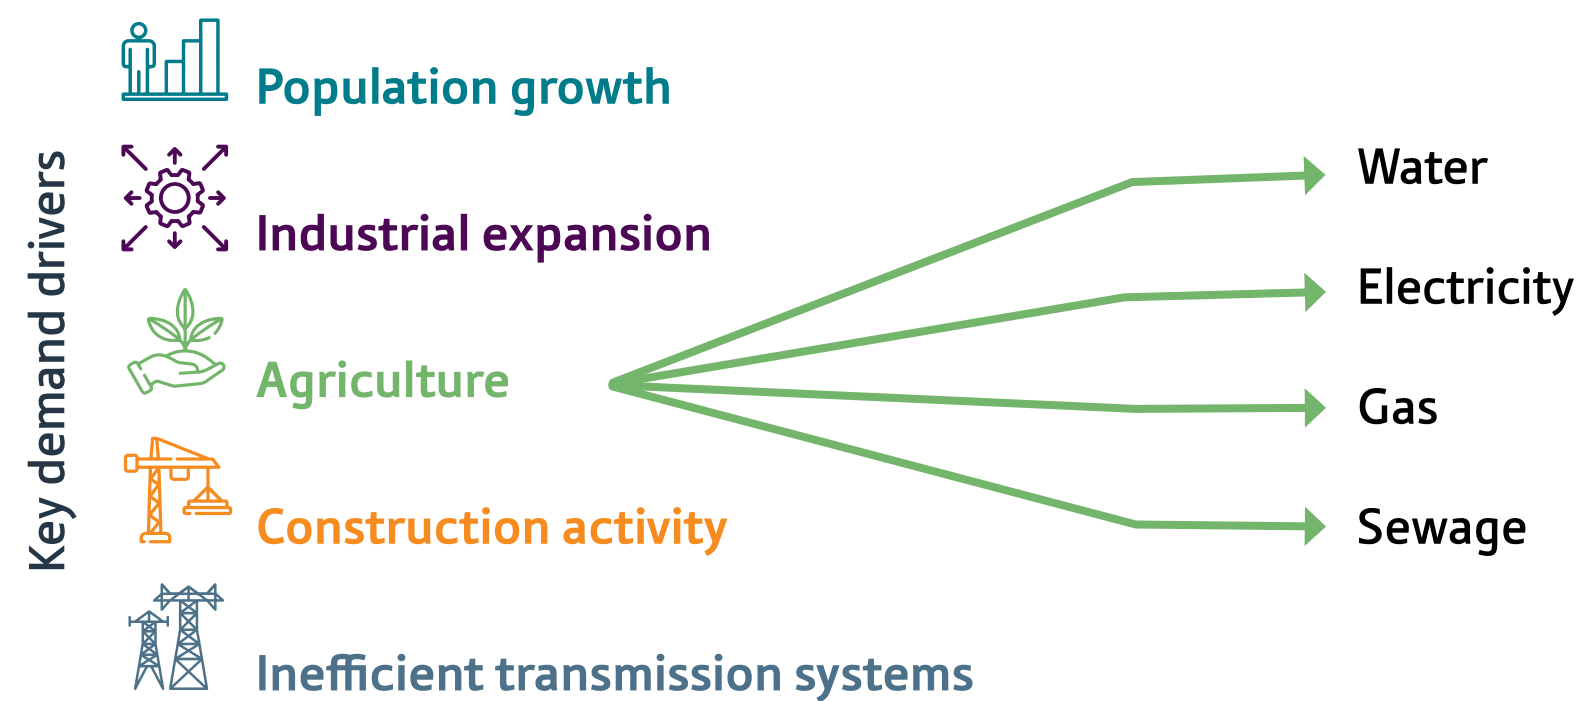 Key demand drivers
Population growth
Industrial expansion
Agriculture
Construction activity
Inefficient transmission systems
Water
Electricity
Gas
Sewage